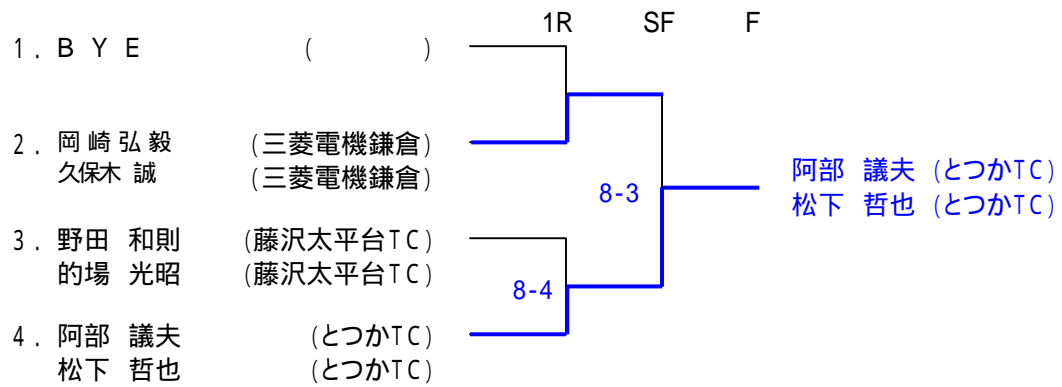 1R SF F
1. B Y E ( )
2. 岡崎弘毅 (三菱電機鎌倉)
久保木 誠 (三菱電機鎌倉)
8-3
阿部 議夫 (とつかTC)
松下 哲也 (とつかTC)
3. 野田 和則 (藤沢太平台TC)
的場 光昭 (藤沢太平台TC)
8-4
4. 阿部 議夫 (とつかTC)
松下 哲也 (とつかTC)